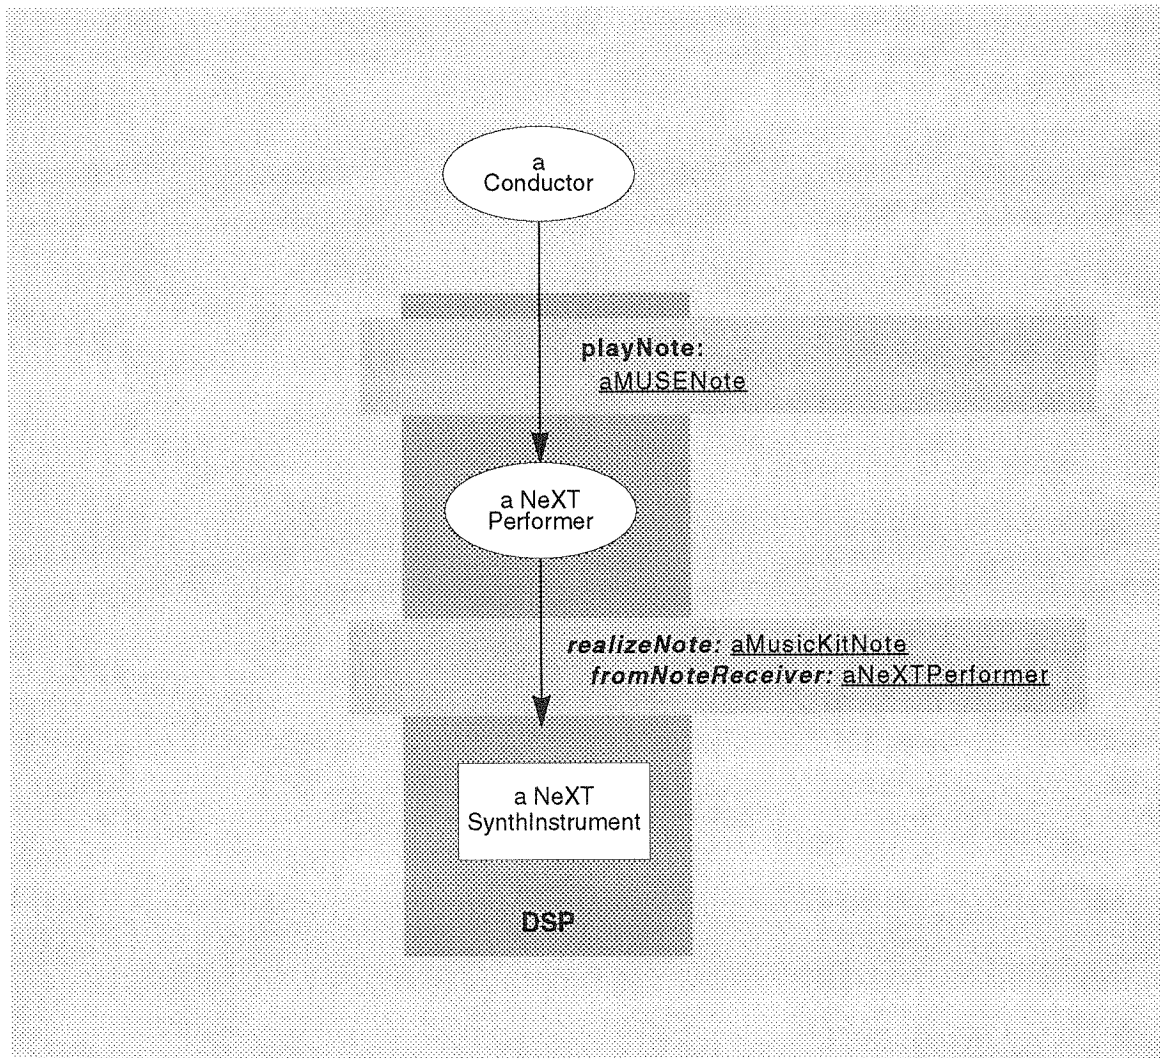 a
Conductor
playNote:
aMUSENote
a NeXT
Performer
realizeNote: aMusicKitNote
fromNoteReceiver: aNeXTPerformer
a NeXT
SynthInstrument
DSP